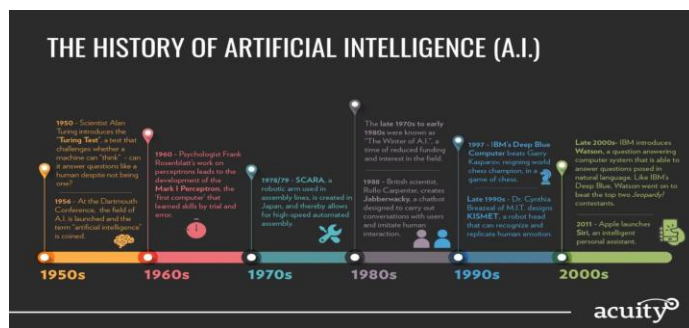 THE HISTORY OF ARTIFICIAL INTELLIGENCE (A.I.)
1950 - Scientist Alan
Turing introduces the
"Turing Test", a test that
challenges whether a
machine can "think" - can
it answer questions like a
human despite not being
one?
1956 - At the Dartmouth
Conference, the field of
A.I. is launched and the
term "artificial intelligence"
is coined.
1960 - Psychologist Frank
Rosenblatt's work on
perceptrons leads to the
development of the
Mark I Perceptron, the
'first computer' that
learned skills by trial and
error.
1978/79 - SCARA, a
robotic arm used in
assembly lines, is created in
Japan, and thereby allows
for high-speed automated
assembly.
The late 1970s to early
1980s were known as
"The Winter of A.I.", a
time of reduced funding
and interest in the field.
1988 - British scientist,
Rollo Carpenter, creates
Jabberwacky, a chatbot
designed to carry out
conversations with users
and imitate human
interaction.
1997 - IBM's Deep Blue
Computer beats Garry
Kasparov, reigning world
chess champion, in a
game of chess.
Late 1990s - Dr. Cynthia
Breazeal of M.I.T. designs
KISMET, a robot head
that can recognize and
replicate human emotion.
Late 2000s- IBM introduces
Watson, a question answering
computer system that is able to
answer questions posed in
natural language. Like IBM's
Deep Blue, Watson went on to
beat the top two Jeopardy!
contestants.
2011 - Apple launches
Siri, an intelligent
personal assistant.
1950s
1960s
1970s
1980s
1990s
2000s
acuity